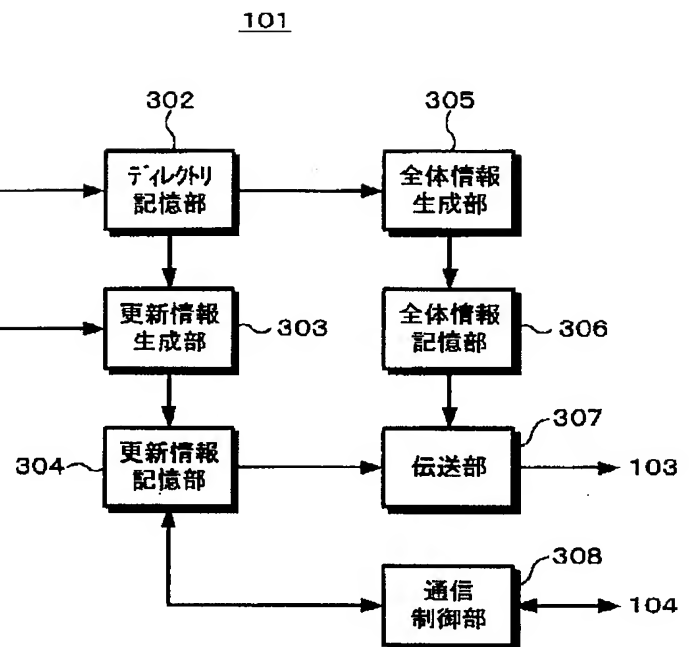 101
302
305
ディレクトリ
記憶部
全体情報
生成部
更新情報
生成部
303
全体情報
記憶部
306
307
304
更新情報
記憶部
伝送部
103
308
通信
制御部
104